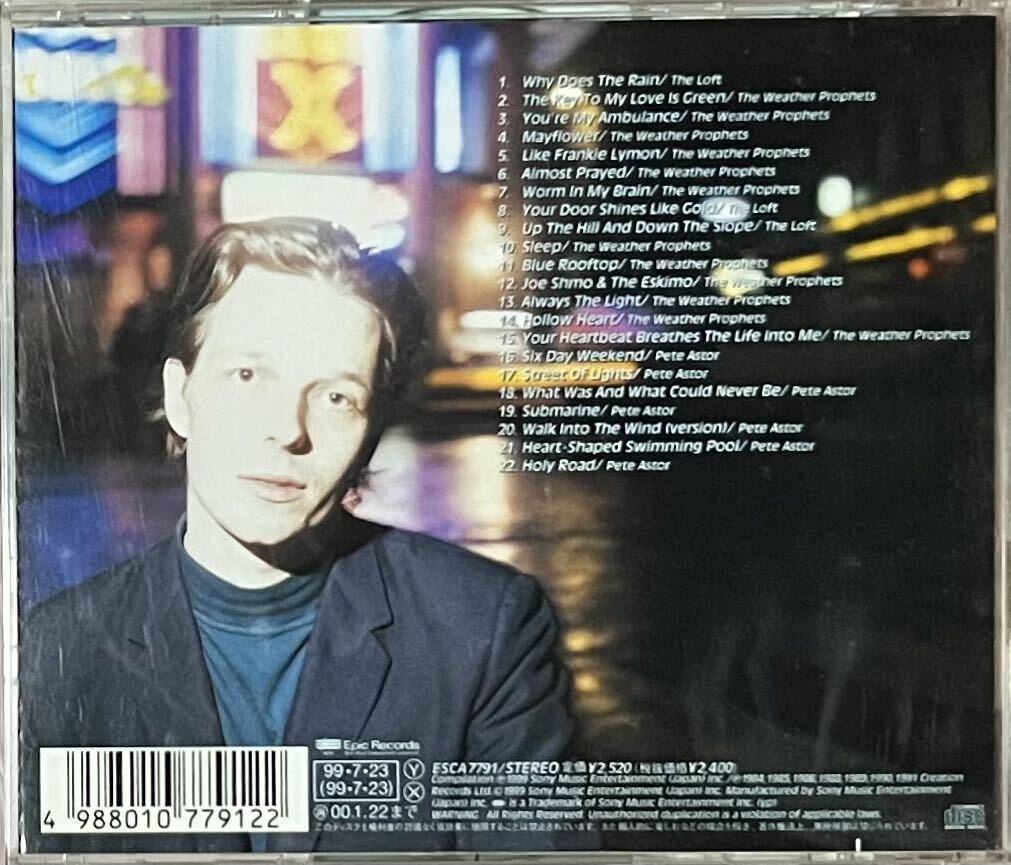 1. Why Does The Rain/ The Loft
2. The Key To My Love Is Green/ The Weather Prophets
3. You're My Ambulance/ The Weather Prophets
4. Mayflower/ The Weather Prophets
5. Like Frankie Lymon/ The Weather Prophets
6. Almost Prayed/ The Weather Prophets
7. Worm In My Brain/ The Weather Prophets
8. Your Door Shines Like Gold/ The Loft
9. Up The Hill And Down The Slope/ The Loft
10. Sleep/ The Weather Prophets
11. Blue Rooftop/ The Weather Prophets
12. Joe Shmo & The Eskimo/ The Weather Prophets
13. Always The Light/ The Weather Prophets
14. Hollow Heart/ The Weather Prophets
15. Your Heartbeat Breathes The Life Into Me/ The Weather Prophets
16. Six Day Weekend/ Pete Astor
17. Street Of Lights/ Pete Astor
18. What Was And What Could Never Be/ Pete Astor
19. Submarine/ Pete Astor
20. Walk Into The Wind (version)/ Pete Astor
21. Heart-Shaped Swimming Pool/ Pete Astor
22. Holy Road/ Pete Astor
Epic Records
99・7・23 Ⓨ
(99・7・23) Ⓧ
00.1.22まで
4 988010 779122
ESCA7791/STEREO 定価¥2,520(税抜価格¥2,400)
Compilation ℗1999 Sony Music Entertainment (Japan) Inc./℗1984, 1985, 1986, 1988, 1989, 1990, 1991 Creation
Records Ltd. ©1999 Sony Music Entertainment (Japan) Inc. Manufactured by Sony Music Entertainment
(Japan) Inc. is a Trademark of Sony Music Entertainment Inc.
WARNING: All Rights Reserved. Unauthorized duplication is a violation of applicable laws.